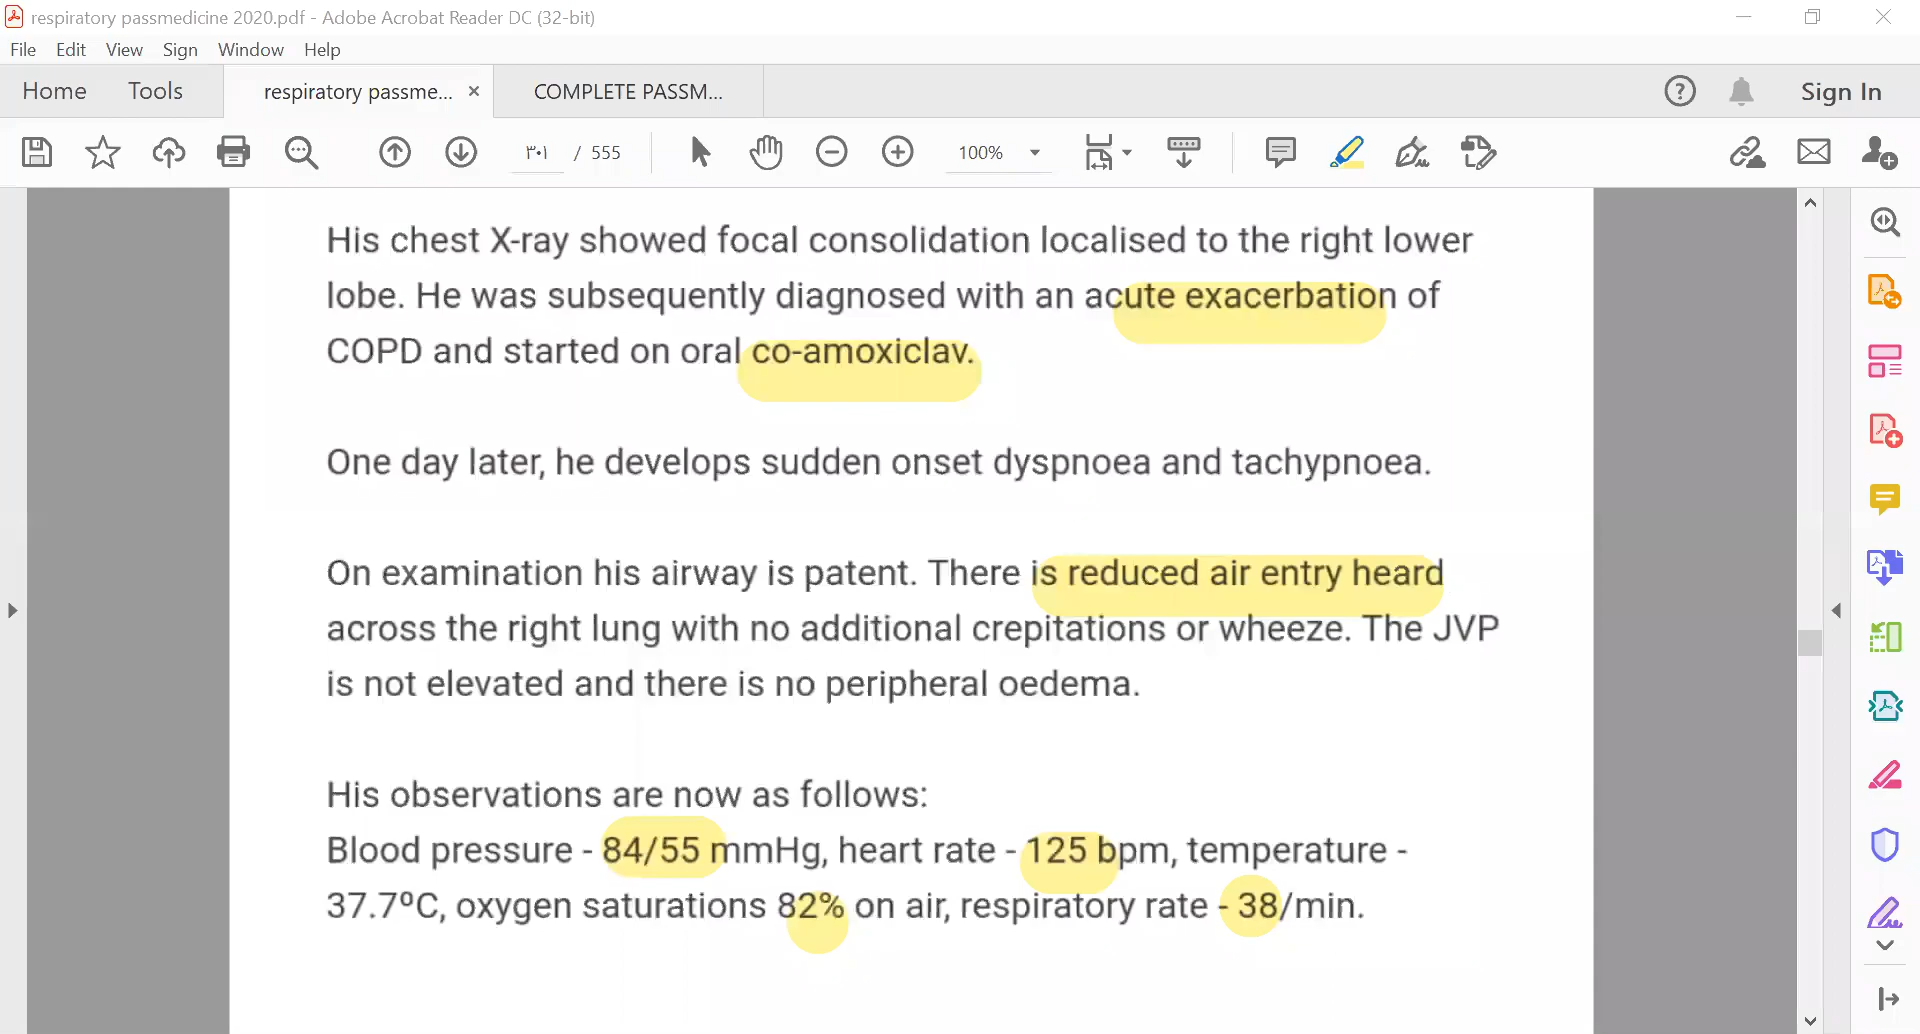 respiratory passmedicine 2020.pdf - Adobe Acrobat Reader DC (32-bit)
File Edit View Sign Window Help
Home Tools respiratory passme... × COMPLETE PASSM... ? Sign In
٣٠١ / 555 100%
His chest X-ray showed focal consolidation localised to the right lower
lobe. He was subsequently diagnosed with an acute exacerbation of
COPD and started on oral co-amoxiclav.
One day later, he develops sudden onset dyspnoea and tachypnoea.
On examination his airway is patent. There is reduced air entry heard
across the right lung with no additional crepitations or wheeze. The JVP
is not elevated and there is no peripheral oedema.
His observations are now as follows:
Blood pressure - 84/55 mmHg, heart rate - 125 bpm, temperature -
37.7ºC, oxygen saturations 82% on air, respiratory rate - 38/min.